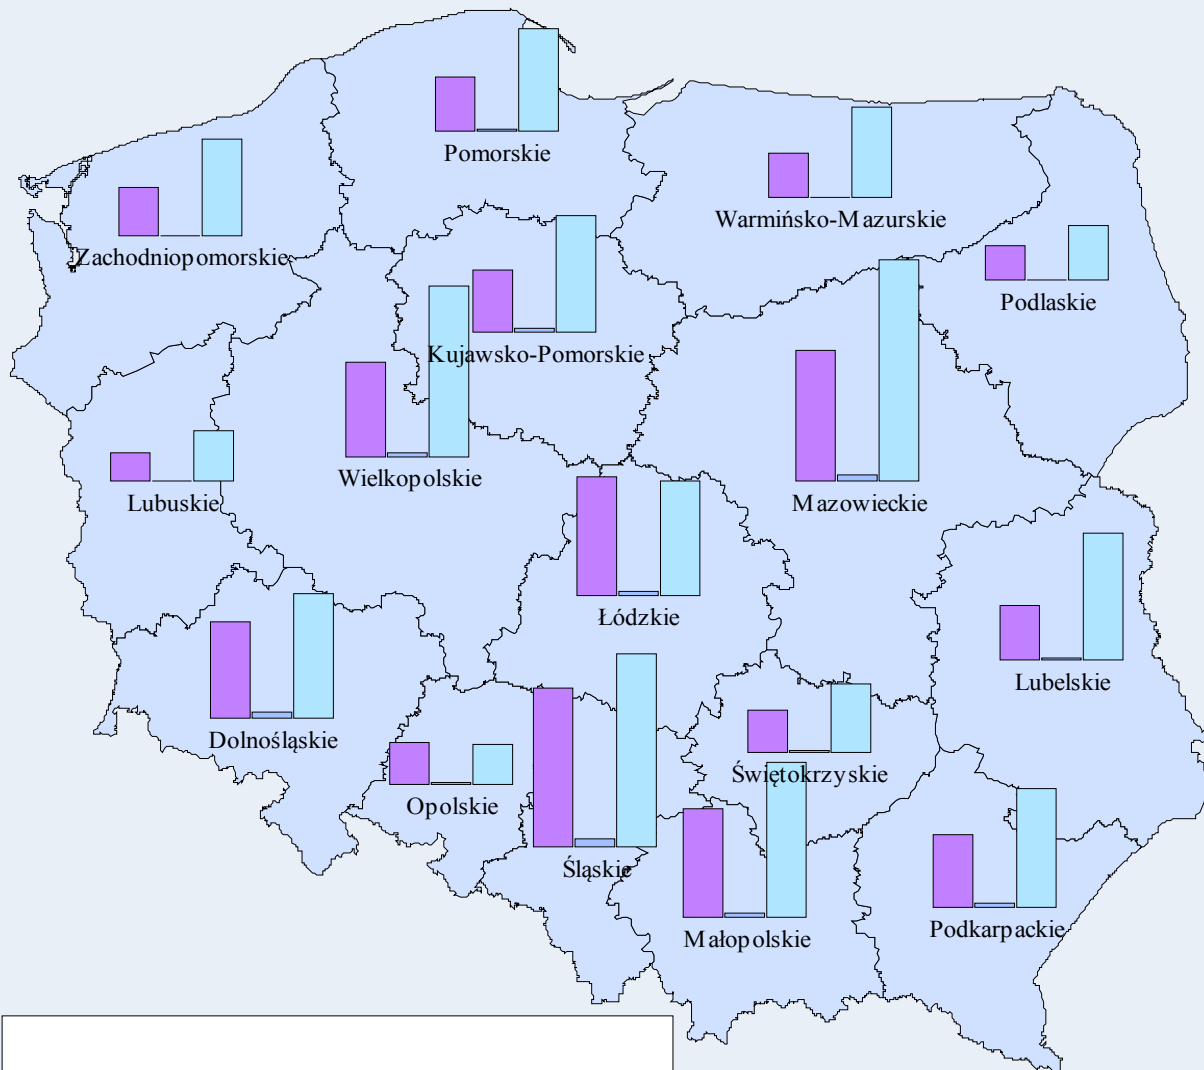 Pomorskie
Warmińsko-Mazurskie
Zachodniopomorskie
Podlaskie
Kujawsko-Pomorskie
Wielkopolskie
Lubuskie
Mazowieckie
Łódzkie
Lubelskie
Dolnośląskie
Świętokrzyskie
Opolskie
Śląskie
Podkarpackie
Małopolskie